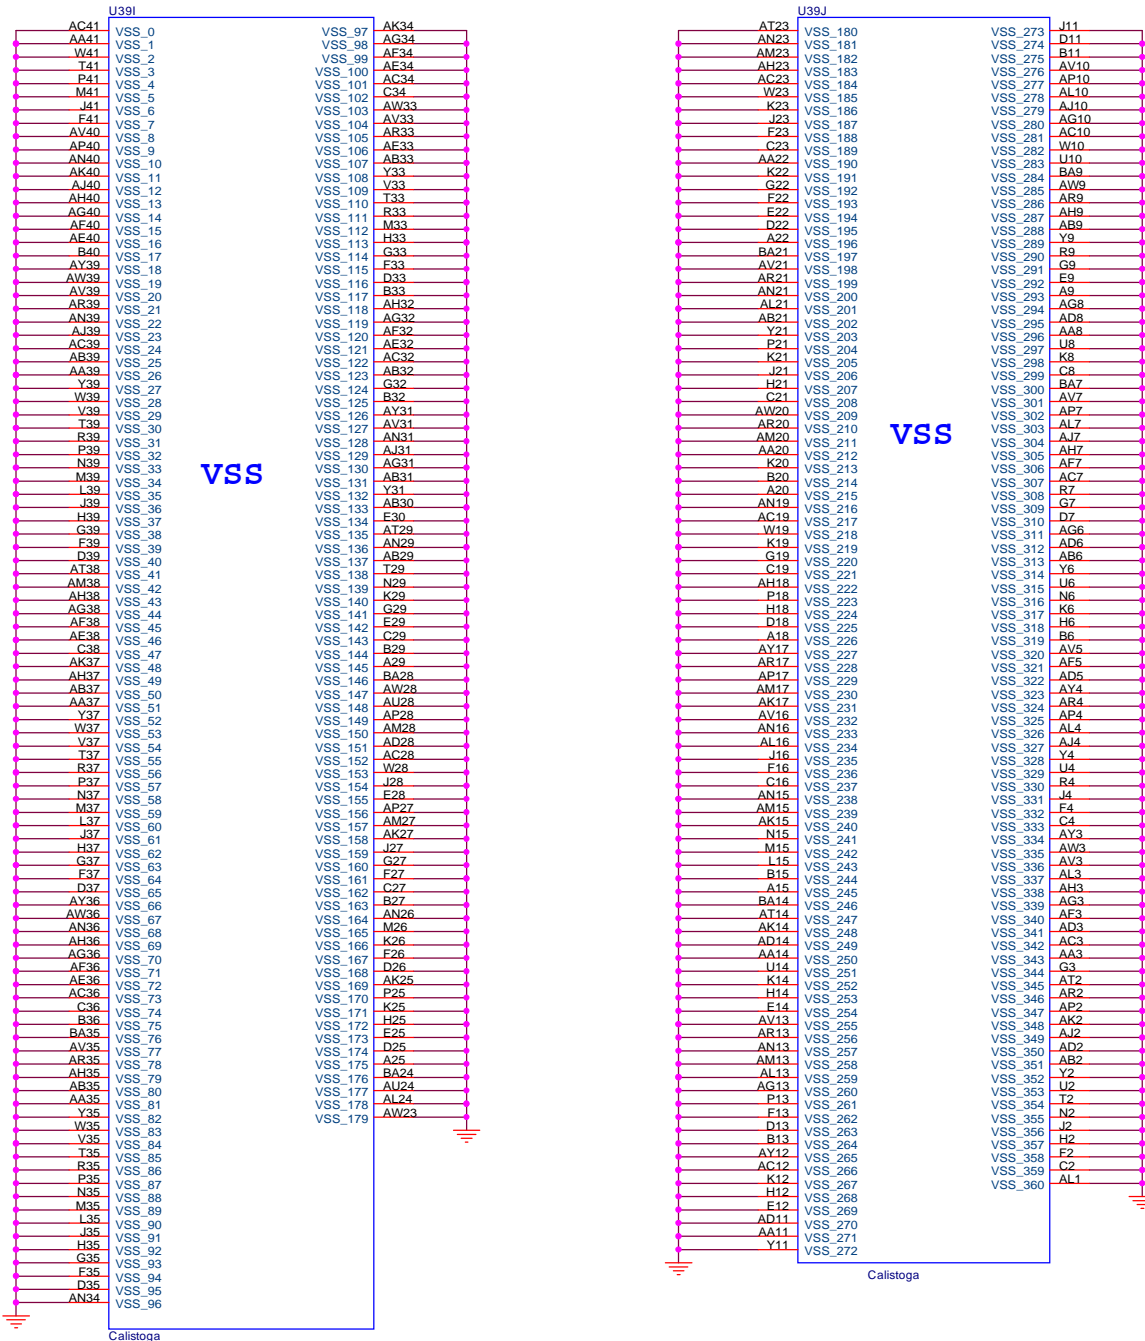 U39I
AC41 VSS_0
AA41 VSS_1
W41 VSS_2
T41 VSS_3
P41 VSS_4
M41 VSS_5
J41 VSS_6
F41 VSS_7
AV40 VSS_8
AP40 VSS_9
AN40 VSS_10
AK40 VSS_11
AJ40 VSS_12
AH40 VSS_13
AG40 VSS_14
AF40 VSS_15
AE40 VSS_16
B40 VSS_17
AY39 VSS_18
AW39 VSS_19
AV39 VSS_20
AR39 VSS_21
AN39 VSS_22
AJ39 VSS_23
AC39 VSS_24
AB39 VSS_25
AA39 VSS_26
Y39 VSS_27
W39 VSS_28
V39 VSS_29
T39 VSS_30
R39 VSS_31
P39 VSS_32
N39 VSS_33
M39 VSS_34
L39 VSS_35
J39 VSS_36
H39 VSS_37
G39 VSS_38
F39 VSS_39
D39 VSS_40
AT38 VSS_41
AM38 VSS_42
AH38 VSS_43
AG38 VSS_44
AF38 VSS_45
AE38 VSS_46
C38 VSS_47
AK37 VSS_48
AH37 VSS_49
AB37 VSS_50
AA37 VSS_51
Y37 VSS_52
W37 VSS_53
V37 VSS_54
T37 VSS_55
R37 VSS_56
P37 VSS_57
N37 VSS_58
M37 VSS_59
L37 VSS_60
J37 VSS_61
H37 VSS_62
G37 VSS_63
F37 VSS_64
D37 VSS_65
AY36 VSS_66
AW36 VSS_67
AN36 VSS_68
AH36 VSS_69
AG36 VSS_70
AF36 VSS_71
AE36 VSS_72
AC36 VSS_73
C36 VSS_74
B36 VSS_75
BA35 VSS_76
AV35 VSS_77
AR35 VSS_78
AH35 VSS_79
AB35 VSS_80
AA35 VSS_81
Y35 VSS_82
W35 VSS_83
V35 VSS_84
T35 VSS_85
R35 VSS_86
P35 VSS_87
N35 VSS_88
M35 VSS_89
L35 VSS_90
J35 VSS_91
H35 VSS_92
G35 VSS_93
F35 VSS_94
D35 VSS_95
AN34 VSS_96
VSS
VSS_97 AK34
VSS_98 AG34
VSS_99 AF34
VSS_100 AE34
VSS_101 AC34
VSS_102 C34
VSS_103 AW33
VSS_104 AV33
VSS_105 AR33
VSS_106 AE33
VSS_107 AB33
VSS_108 Y33
VSS_109 V33
VSS_110 T33
VSS_111 R33
VSS_112 M33
VSS_113 H33
VSS_114 G33
VSS_115 F33
VSS_116 D33
VSS_117 B33
VSS_118 AH32
VSS_119 AG32
VSS_120 AF32
VSS_121 AE32
VSS_122 AC32
VSS_123 AB32
VSS_124 G32
VSS_125 B32
VSS_126 AY31
VSS_127 AV31
VSS_128 AN31
VSS_129 AJ31
VSS_130 AG31
VSS_131 AB31
VSS_132 Y31
VSS_133 AB30
VSS_134 E30
VSS_135 AT29
VSS_136 AN29
VSS_137 AB29
VSS_138 T29
VSS_139 N29
VSS_140 K29
VSS_141 G29
VSS_142 E29
VSS_143 C29
VSS_144 B29
VSS_145 A29
VSS_146 BA28
VSS_147 AW28
VSS_148 AU28
VSS_149 AP28
VSS_150 AM28
VSS_151 AD28
VSS_152 AC28
VSS_153 W28
VSS_154 J28
VSS_155 E28
VSS_156 AP27
VSS_157 AM27
VSS_158 AK27
VSS_159 J27
VSS_160 G27
VSS_161 F27
VSS_162 C27
VSS_163 B27
VSS_164 AN26
VSS_165 M26
VSS_166 K26
VSS_167 F26
VSS_168 D26
VSS_169 AK25
VSS_170 P25
VSS_171 K25
VSS_172 H25
VSS_173 E25
VSS_174 D25
VSS_175 A25
VSS_176 BA24
VSS_177 AU24
VSS_178 AL24
VSS_179 AW23
Calistoga
U39J
AT23 VSS_180
AN23 VSS_181
AM23 VSS_182
AH23 VSS_183
AC23 VSS_184
W23 VSS_185
K23 VSS_186
J23 VSS_187
F23 VSS_188
C23 VSS_189
AA22 VSS_190
K22 VSS_191
G22 VSS_192
F22 VSS_193
E22 VSS_194
D22 VSS_195
A22 VSS_196
BA21 VSS_197
AV21 VSS_198
AR21 VSS_199
AN21 VSS_200
AL21 VSS_201
AB21 VSS_202
Y21 VSS_203
P21 VSS_204
K21 VSS_205
J21 VSS_206
H21 VSS_207
C21 VSS_208
AW20 VSS_209
AR20 VSS_210
AM20 VSS_211
AA20 VSS_212
K20 VSS_213
B20 VSS_214
A20 VSS_215
AN19 VSS_216
AC19 VSS_217
W19 VSS_218
K19 VSS_219
G19 VSS_220
C19 VSS_221
AH18 VSS_222
P18 VSS_223
H18 VSS_224
D18 VSS_225
A18 VSS_226
AY17 VSS_227
AR17 VSS_228
AP17 VSS_229
AM17 VSS_230
AK17 VSS_231
AV16 VSS_232
AN16 VSS_233
AL16 VSS_234
J16 VSS_235
F16 VSS_236
C16 VSS_237
AN15 VSS_238
AM15 VSS_239
AK15 VSS_240
N15 VSS_241
M15 VSS_242
L15 VSS_243
B15 VSS_244
A15 VSS_245
BA14 VSS_246
AT14 VSS_247
AK14 VSS_248
AD14 VSS_249
AA14 VSS_250
U14 VSS_251
K14 VSS_252
H14 VSS_253
E14 VSS_254
AV13 VSS_255
AR13 VSS_256
AN13 VSS_257
AM13 VSS_258
AL13 VSS_259
AG13 VSS_260
P13 VSS_261
F13 VSS_262
D13 VSS_263
B13 VSS_264
AY12 VSS_265
AC12 VSS_266
K12 VSS_267
H12 VSS_268
E12 VSS_269
AD11 VSS_270
AA11 VSS_271
Y11 VSS_272
VSS
VSS_273 J11
VSS_274 D11
VSS_275 B11
VSS_276 AV10
VSS_277 AP10
VSS_278 AL10
VSS_279 AJ10
VSS_280 AG10
VSS_281 AC10
VSS_282 W10
VSS_283 U10
VSS_284 BA9
VSS_285 AW9
VSS_286 AR9
VSS_287 AH9
VSS_288 AB9
VSS_289 Y9
VSS_290 R9
VSS_291 G9
VSS_292 E9
VSS_293 A9
VSS_294 AG8
VSS_295 AD8
VSS_296 AA8
VSS_297 U8
VSS_298 K8
VSS_299 C8
VSS_300 BA7
VSS_301 AV7
VSS_302 AP7
VSS_303 AL7
VSS_304 AJ7
VSS_305 AH7
VSS_306 AF7
VSS_307 AC7
VSS_308 R7
VSS_309 G7
VSS_310 D7
VSS_311 AG6
VSS_312 AD6
VSS_313 AB6
VSS_314 Y6
VSS_315 U6
VSS_316 N6
VSS_317 K6
VSS_318 H6
VSS_319 B6
VSS_320 AV5
VSS_321 AF5
VSS_322 AD5
VSS_323 AY4
VSS_324 AR4
VSS_325 AP4
VSS_326 AL4
VSS_327 AJ4
VSS_328 Y4
VSS_329 U4
VSS_330 R4
VSS_331 J4
VSS_332 F4
VSS_333 C4
VSS_334 AY3
VSS_335 AW3
VSS_336 AV3
VSS_337 AL3
VSS_338 AH3
VSS_339 AG3
VSS_340 AF3
VSS_341 AD3
VSS_342 AC3
VSS_343 AA3
VSS_344 G3
VSS_345 AT2
VSS_346 AR2
VSS_347 AP2
VSS_348 AK2
VSS_349 AJ2
VSS_350 AD2
VSS_351 AB2
VSS_352 Y2
VSS_353 U2
VSS_354 T2
VSS_355 N2
VSS_356 J2
VSS_357 H2
VSS_358 F2
VSS_359 C2
VSS_360 AL1
Calistoga